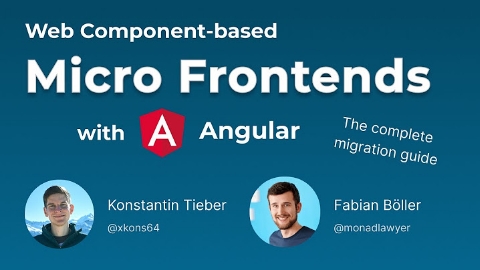 Web Component-based
Micro Frontends
with A Angular
The complete
migration guide
Konstantin Tieber
@xkons64
Fabian Böller
@monadlawyer